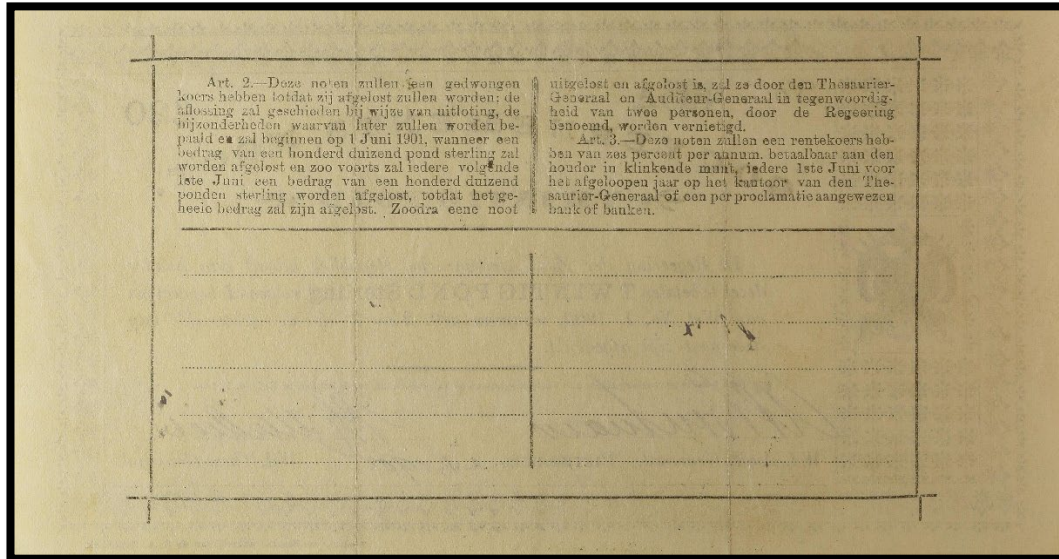 Art. 2.—Deze noten zullen een gedwongen
koers hebben totdat zij afgelost zullen worden; de
aflossing zal geschieden bij wijze van uitloting, de
bijzonderheden waarvan later zullen worden be-
paald en zal beginnen op 1 Juni 1901, wanneer een
bedrag van een honderd duizend pond sterling zal
worden afgelost en zoo voorts zal iedere volgende
1ste Juni een bedrag van een honderd duizend
ponden sterling worden afgelost, totdat het ge-
heele bedrag zal zijn afgelost. Zoodra eene noot
uitgelost en afgelost is, zal ze door den Thesaurier-
Generaal en Auditeur-Generaal in tegenwoordig-
heid van twee personen, door de Regeering
benoemd, worden vernietigd.
Art. 3.—Deze noten zullen een rentekoers heb-
ben van zes percent per annum, betaalbaar aan den
houder in klinkende munt, iedere 1ste Juni voor
het afgeloopen jaar op het kantoor van den The-
saurier-Generaal of een per proclamatie aangewezen
bank of banken.